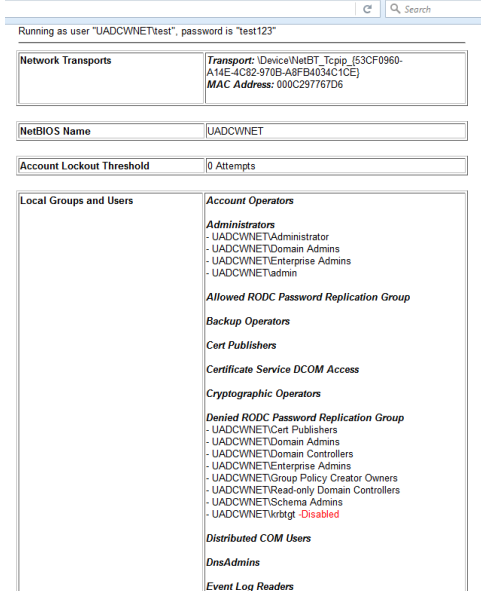 Search
Running as user "UADCWNET\test", password is "test123"
Network Transports
Transport: \Device\NetBT_Tcpip_{53CF0960-
A14E-4C82-970B-A8FB4034C1CE}
MAC Address: 000C297767D6
NetBIOS Name
UADCWNET
Account Lockout Threshold
0 Attempts
Local Groups and Users
Account Operators
Administrators
- UADCWNET\Administrator
- UADCWNET\Domain Admins
- UADCWNET\Enterprise Admins
- UADCWNET\admin
Allowed RODC Password Replication Group
Backup Operators
Cert Publishers
Certificate Service DCOM Access
Cryptographic Operators
Denied RODC Password Replication Group
- UADCWNET\Cert Publishers
- UADCWNET\Domain Admins
- UADCWNET\Domain Controllers
- UADCWNET\Enterprise Admins
- UADCWNET\Group Policy Creator Owners
- UADCWNET\Read-only Domain Controllers
- UADCWNET\Schema Admins
- UADCWNET\krbtgt -Disabled
Distributed COM Users
DnsAdmins
Event Log Readers